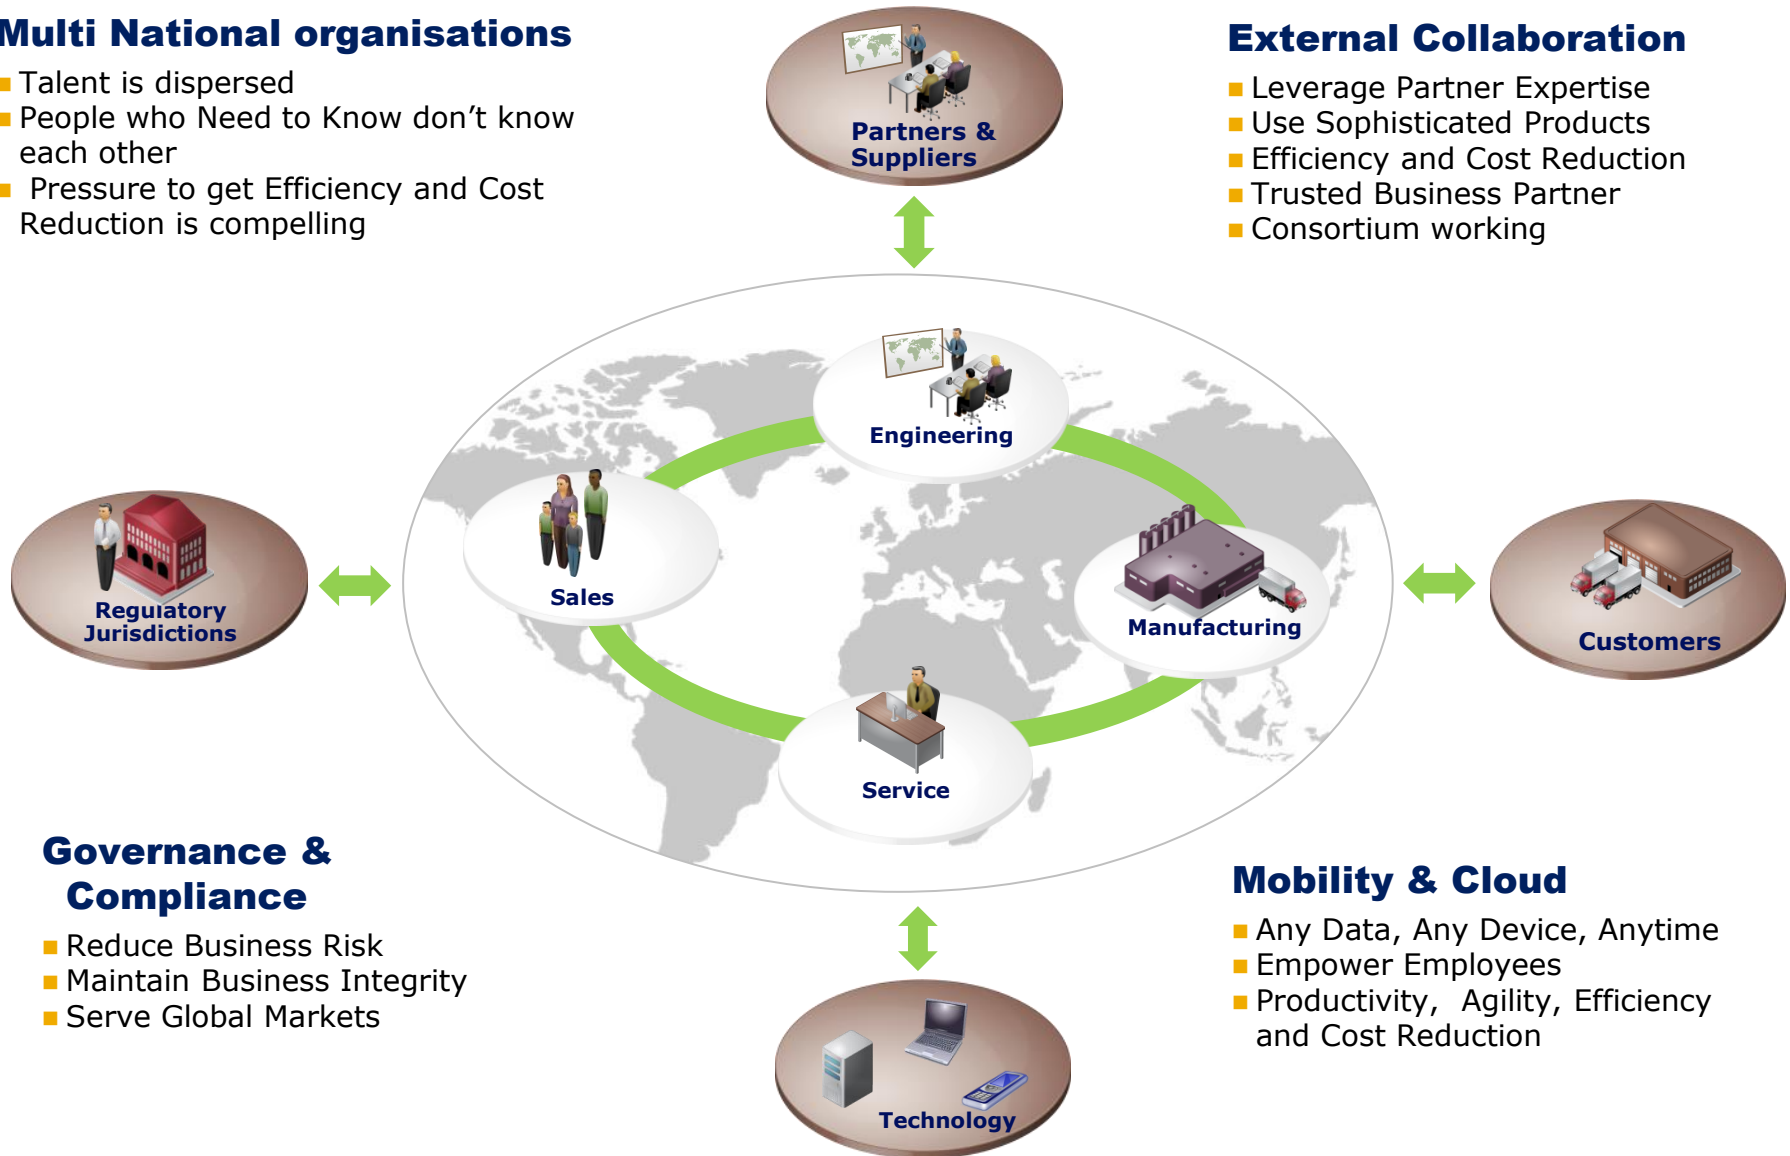 Multi National organisations
Talent is dispersed
People who Need to Know don’t know
each other
Pressure to get Efficiency and Cost
Reduction is compelling
Partners &
Suppliers
External Collaboration
Leverage Partner Expertise
Use Sophisticated Products
Efficiency and Cost Reduction
Trusted Business Partner
Consortium working
Engineering
Sales
Manufacturing
Service
Regulatory
Jurisdictions
Customers
Governance &
Compliance
Reduce Business Risk
Maintain Business Integrity
Serve Global Markets
Technology
Mobility & Cloud
Any Data, Any Device, Anytime
Empower Employees
Productivity, Agility, Efficiency
and Cost Reduction